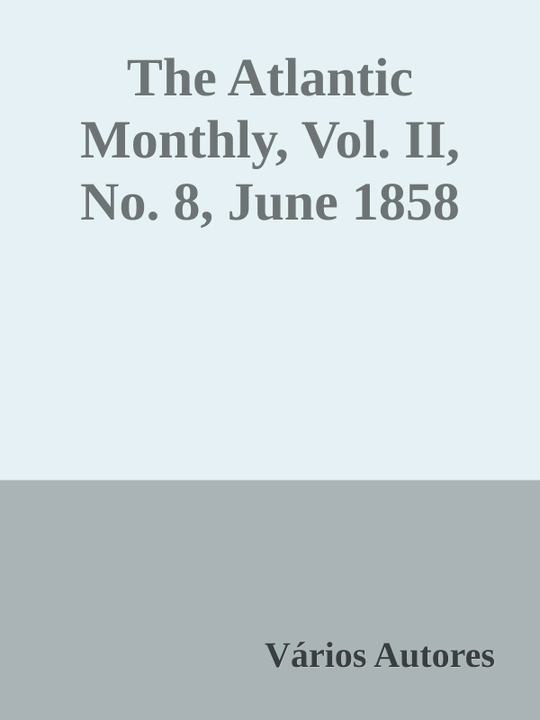 The Atlantic
Monthly, Vol. II,
No. 8, June 1858
Vários Autores